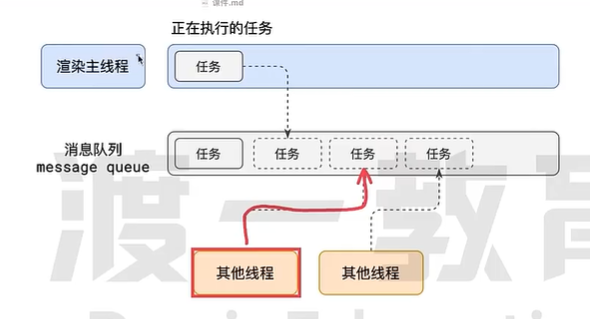 课件.md
正在执行的任务
渲染主线程
任务
消息队列
message queue
任务
任务
任务
任务
其他线程
其他线程
渡一教育